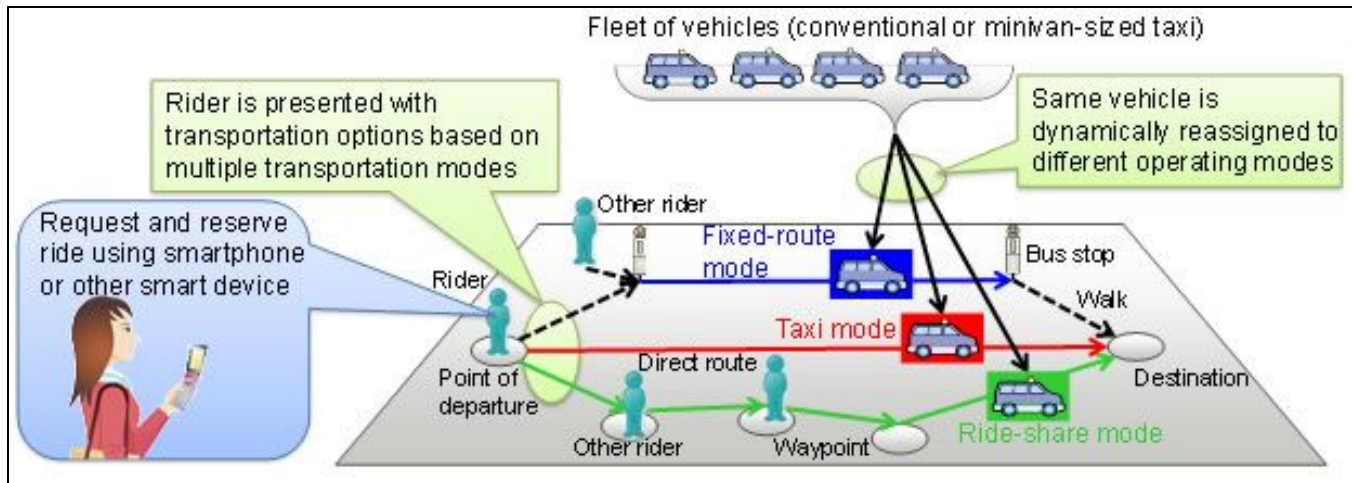 Fleet of vehicles (conventional or minivan-sized taxi)
Rider is presented with
transportation options based on
multiple transportation modes
Same vehicle is
dynamically reassigned to
different operating modes
Request and reserve
ride using smartphone
or other smart device
Other rider
Fixed-route
mode
Bus stop
Rider
Walk
Taxi mode
Direct route
Point of
departure
Destination
Other rider
Waypoint
Ride-share mode